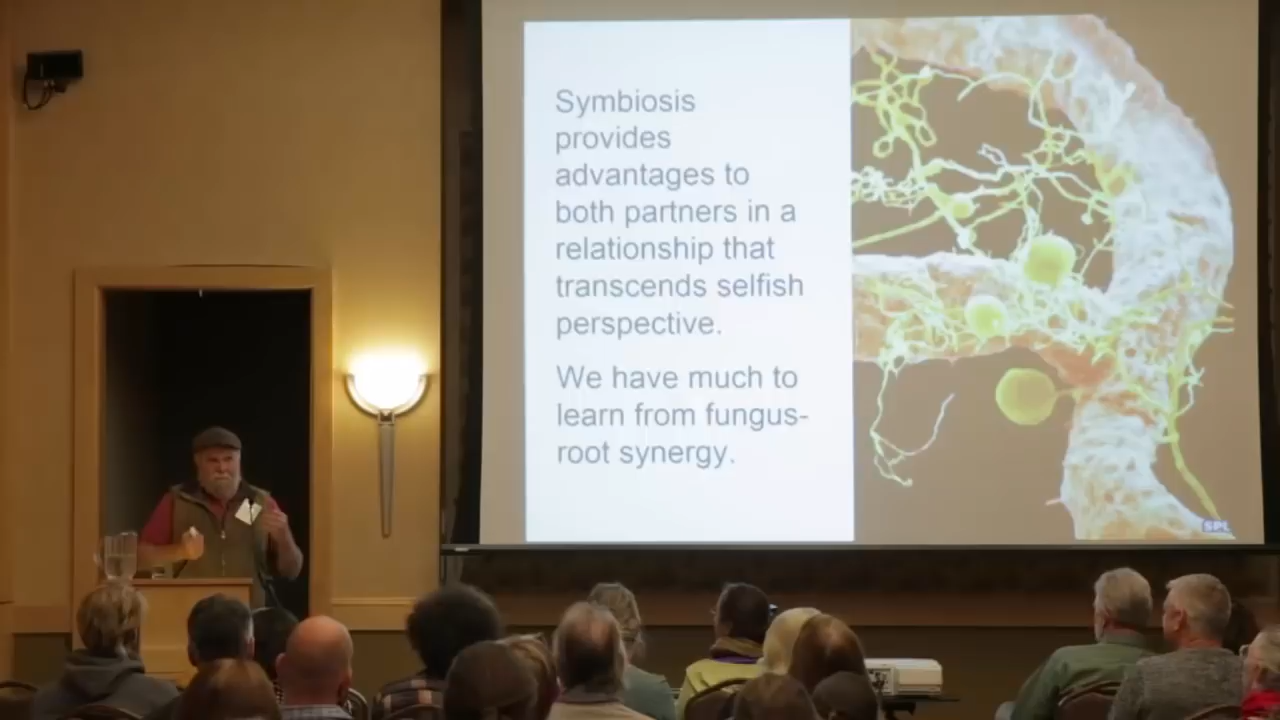 Symbiosis
provides
advantages to
both partners in a
relationship that
transcends selfish
perspective.
We have much to
learn from fungus-
root synergy.
SPL